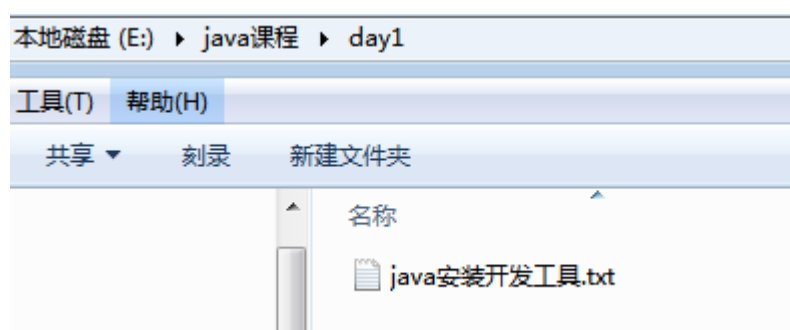 本地磁盘 (E:) ▸ java课程 ▸ day1
工具(T) 帮助(H)
共享 ▼ 刻录 新建文件夹
名称
java安装开发工具.txt